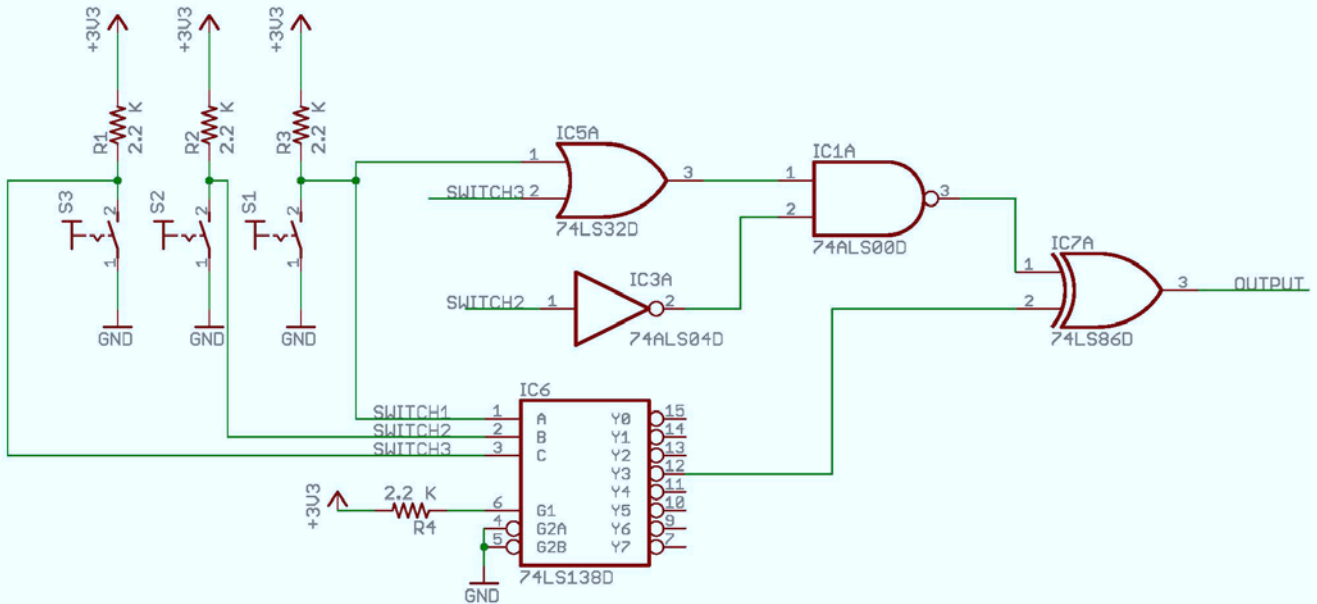 +3V3
+3V3
+3V3
R1
2.2 K
R2
2.2 K
R3
2.2 K
S3
2
1
S2
2
1
S1
2
1
GND
GND
GND
IC5A
1
SWITCH3 2
3
74LS32D
IC1A
1
2
3
74ALS00D
IC3A
SWITCH2 1
2
74ALS04D
IC7A
1
2
3
OUTPUT
74LS86D
IC6
SWITCH1 1 A Y0 15
SWITCH2 2 B Y1 14
SWITCH3 3 C Y2 13
Y3 12
Y4 11
+3V3 2.2 K R4 6 G1 Y5 10
4 G2A Y6 9
5 G2B Y7 7
GND
74LS138D